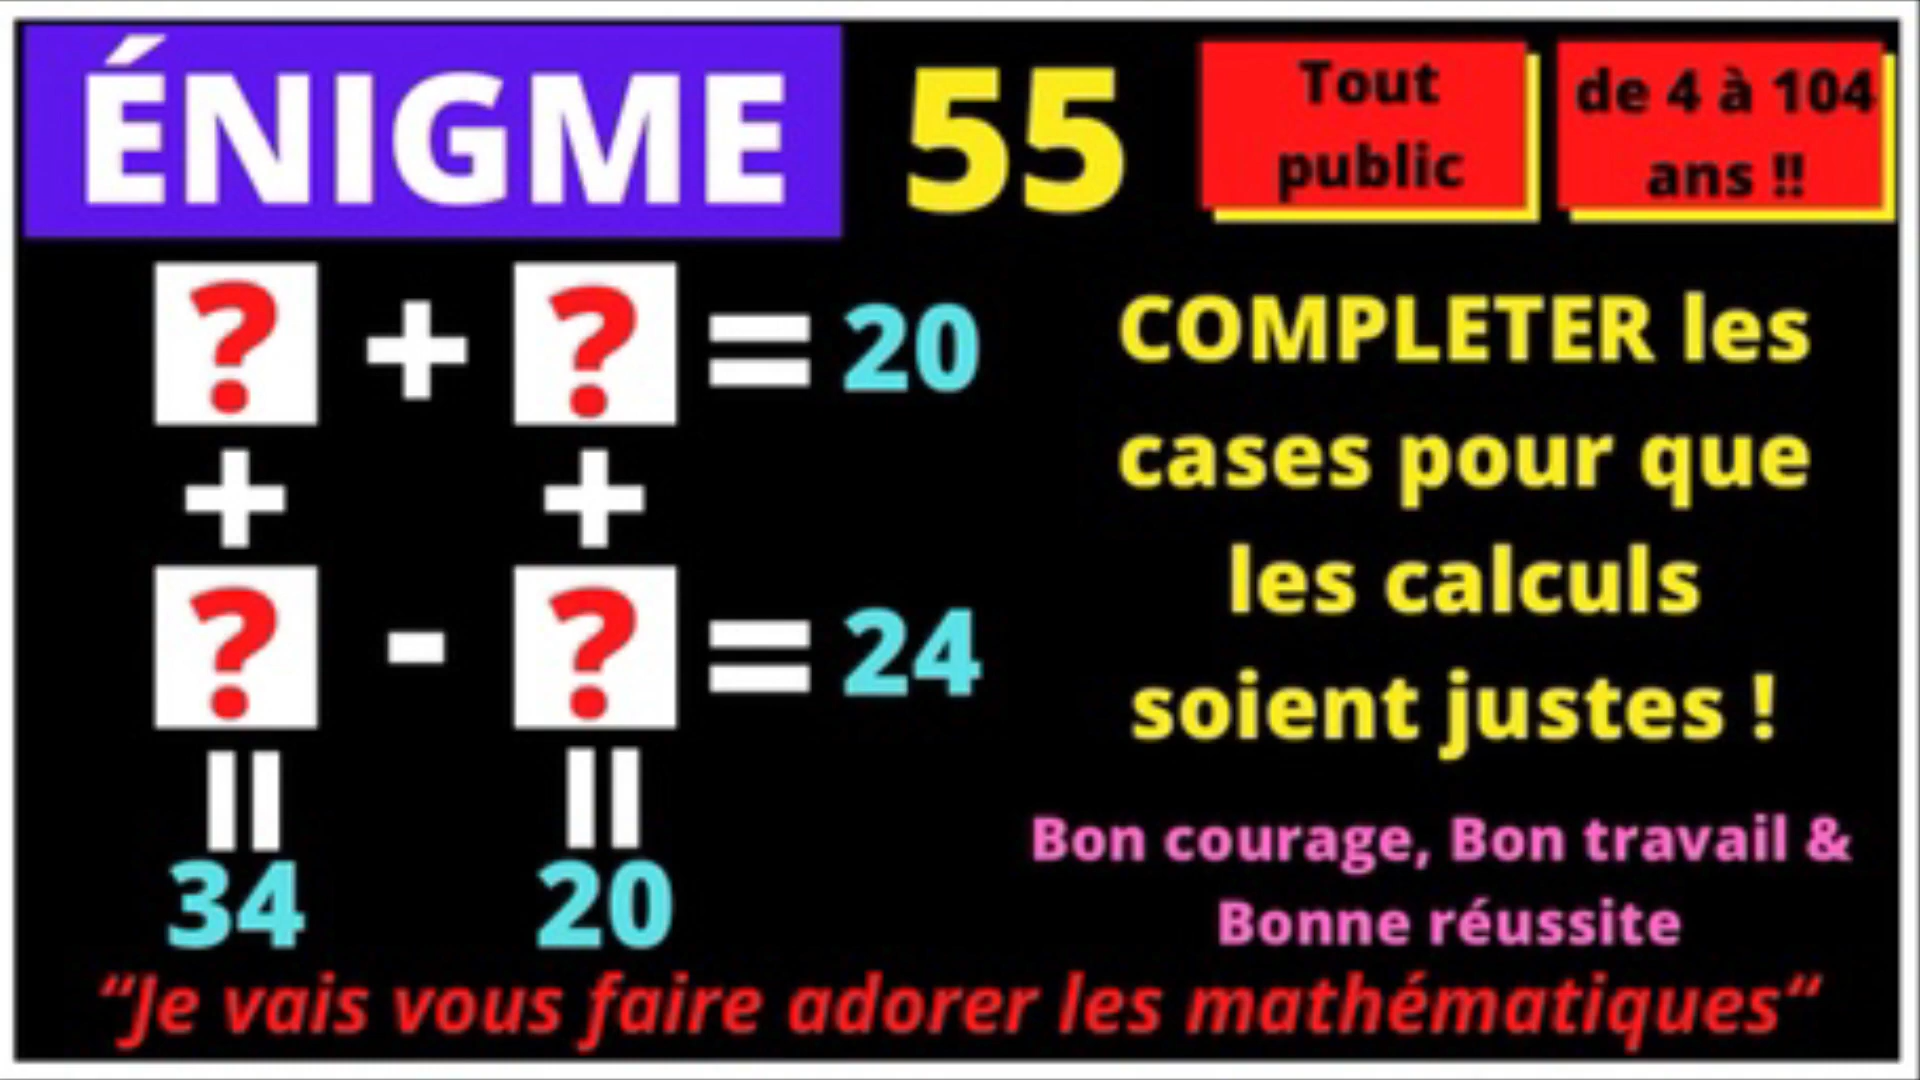 ÉNIGME 55
Tout
public
de 4 à 104
ans !!
? + ? = 20
+ +
? - ? = 24
= =
34 20
COMPLETER les
cases pour que
les calculs
soient justes !
Bon courage, Bon travail &
Bonne réussite
“Je vais vous faire adorer les mathématiques“